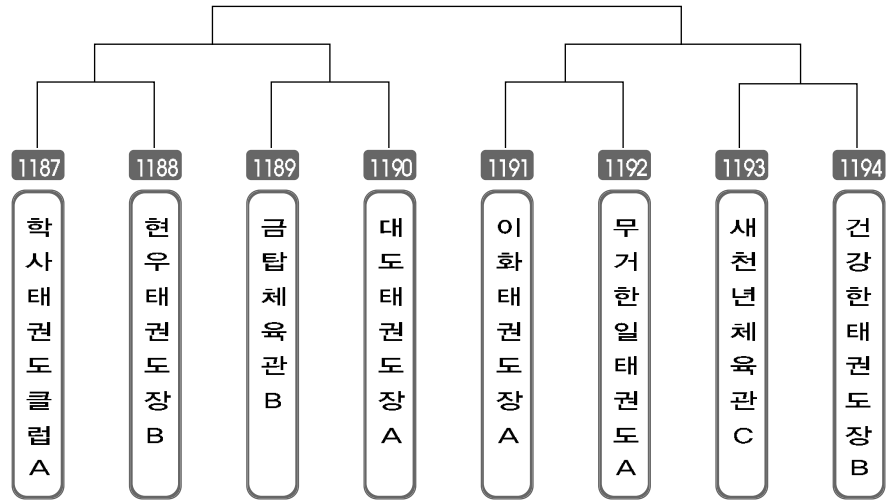 1187
1188
1189
1190
1191
1192
1193
1194
학사태권도클럽A
현우태권도장B
금탑체육관B
대도태권도장A
이화태권도장A
무거한일태권도A
새천년체육관C
건강한태권도장B